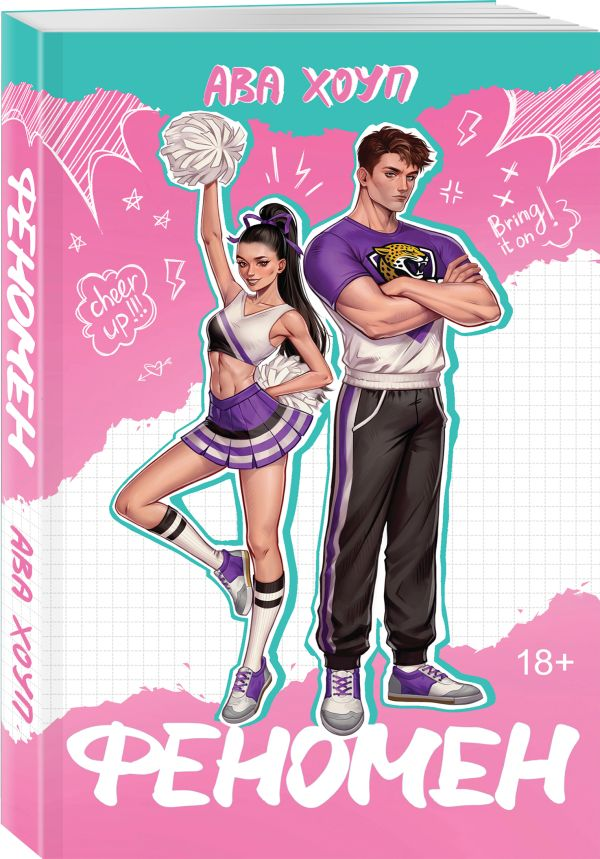 АВА ХОУП
cheer
up!!!
Bring
it on!
18+
ФЕНОМЕН
ФЕНОМЕН
АВА ХОУП